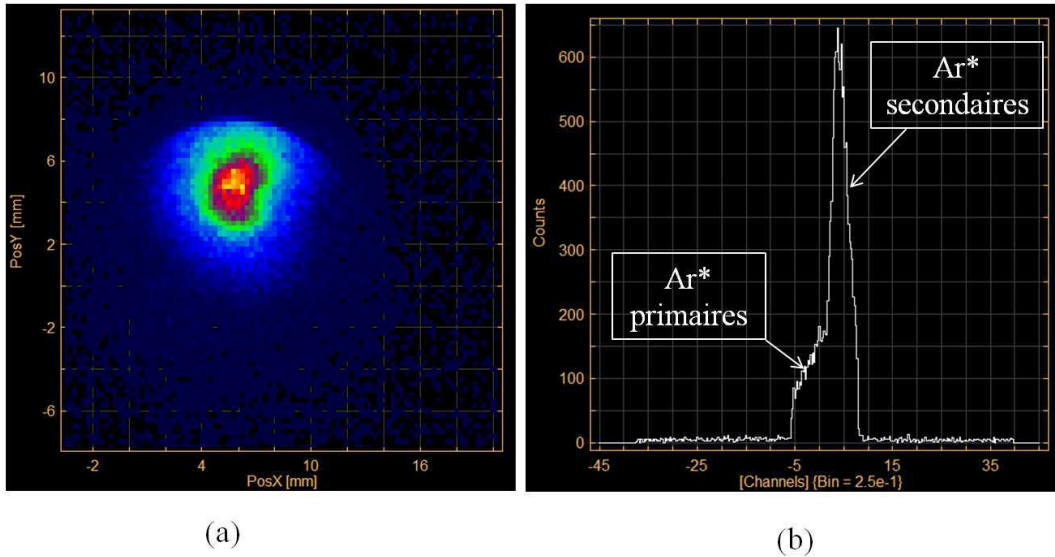 10
6
2
-2
-6
PosY [mm]
-2
4
10
16
PosX [mm]
(a)
600
500
400
300
200
100
0
Counts
Ar*
secondaires
Ar*
primaires
-45
-25
-5
15
35
[Channels] {Bin = 2.5e-1}
(b)